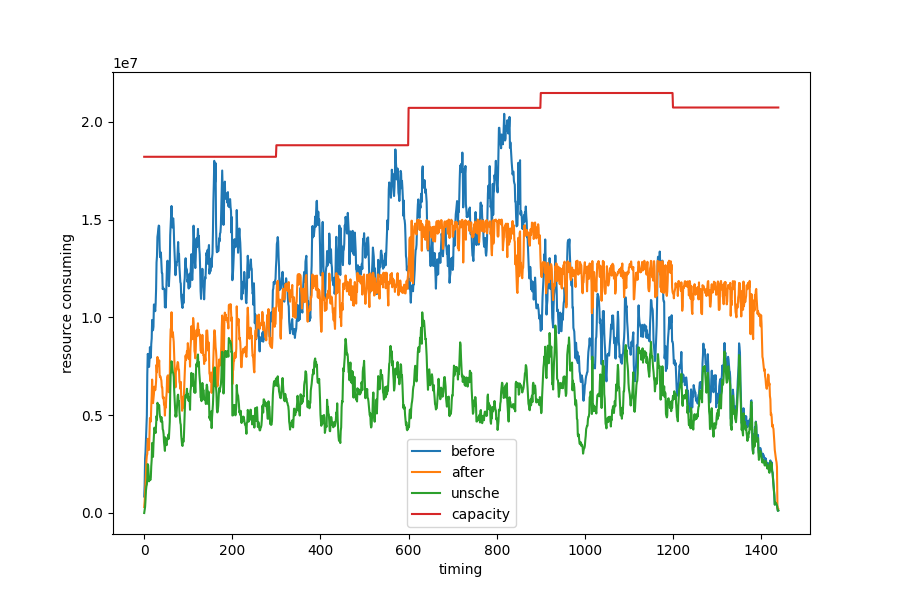 1e7
2.0
1.5
1.0
0.5
0.0
resource consuming
before
after
unsche
capacity
0 200 400 600 800 1000 1200 1400
timing